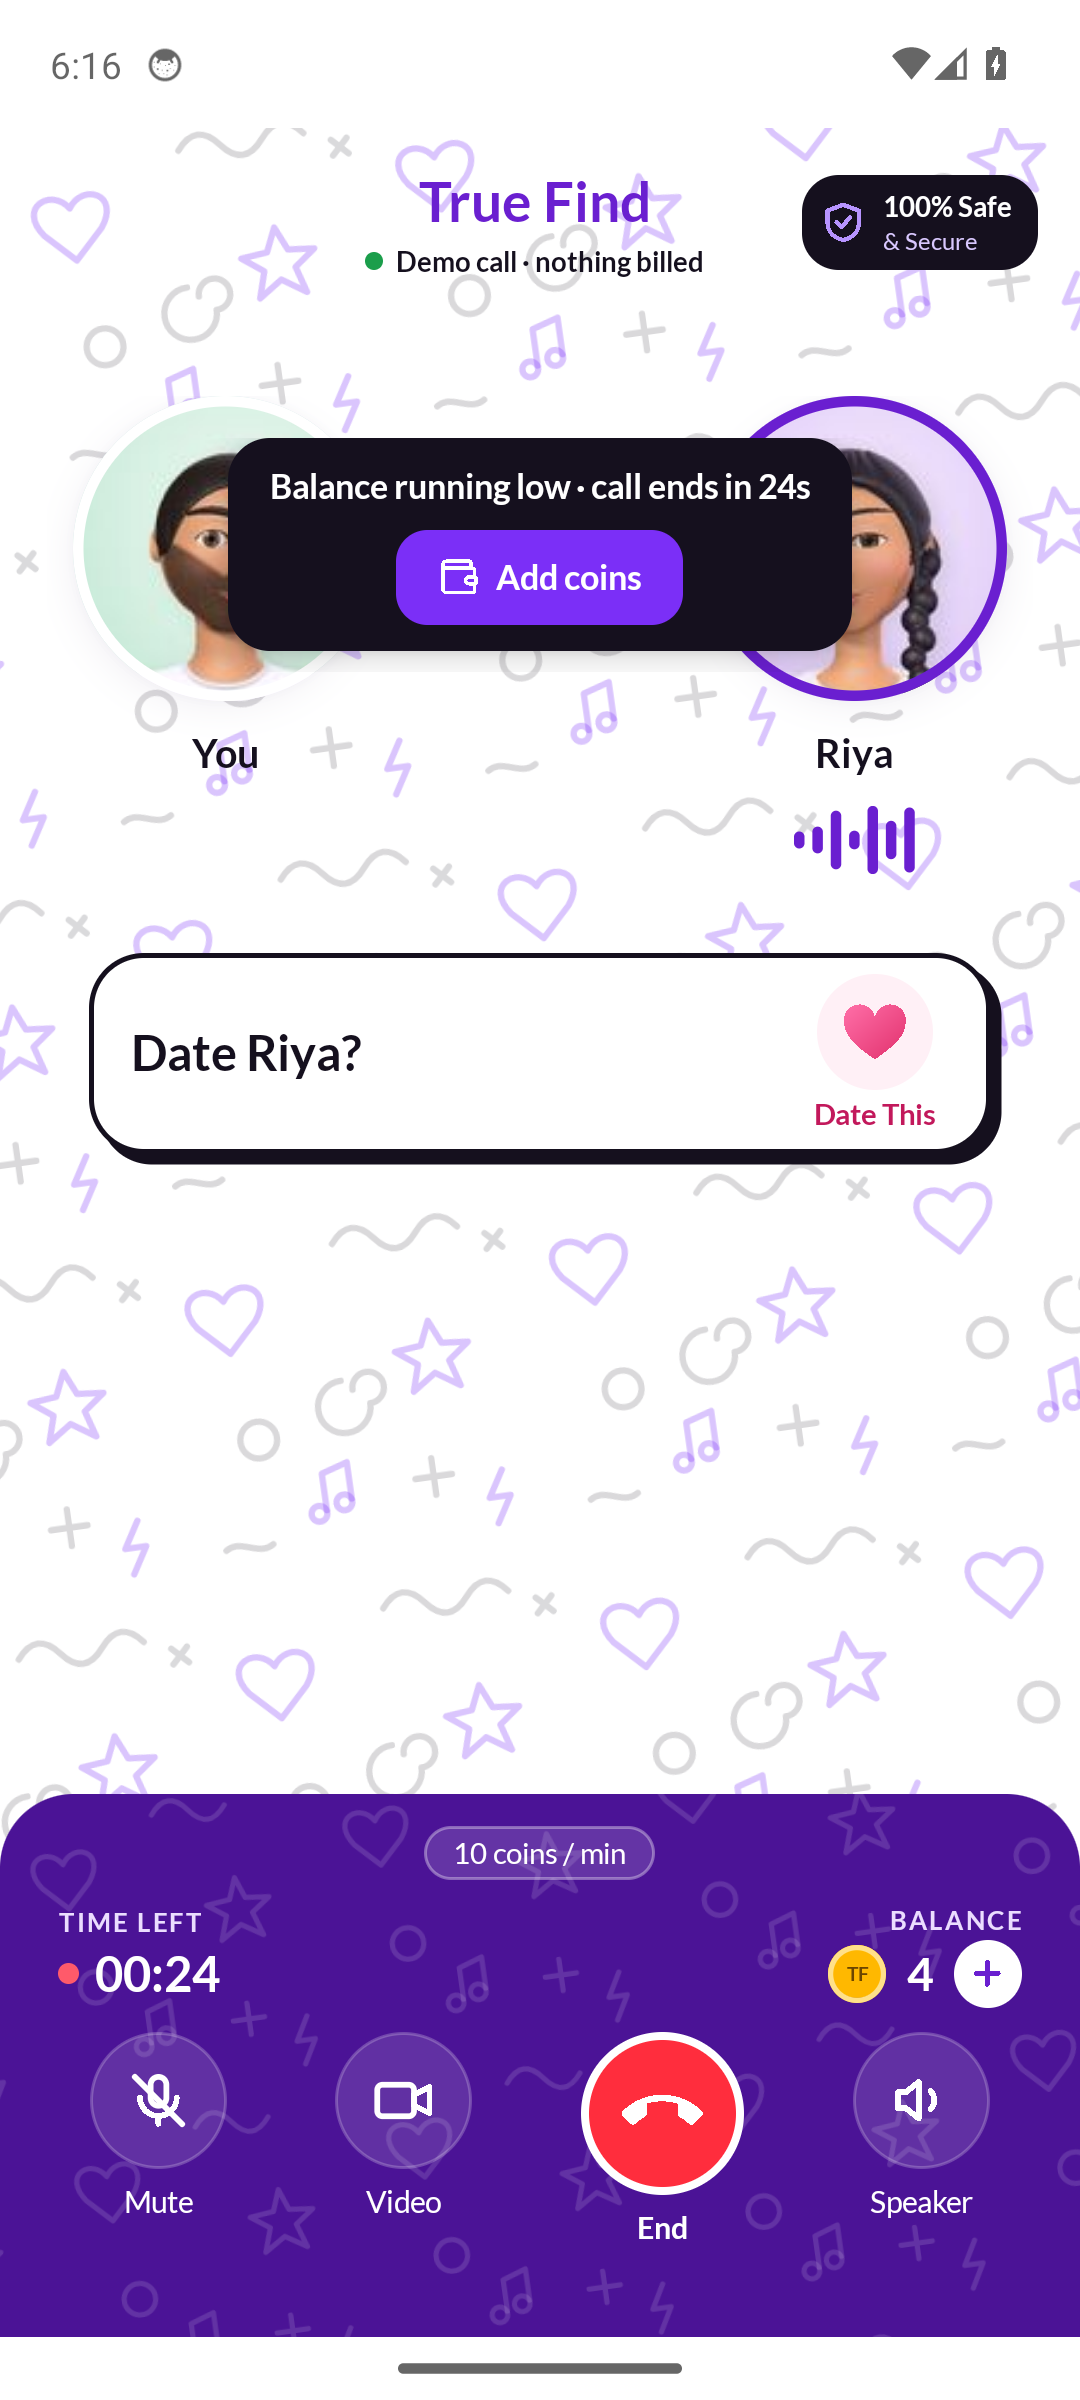 6:16
True Find
Demo call · nothing billed
100% Safe
& Secure
Balance running low · call ends in 24s
Add coins
You
Riya
Date Riya?
Date This
10 coins / min
TIME LEFT
BALANCE
00:24
TF
4
Mute
Video
End
Speaker